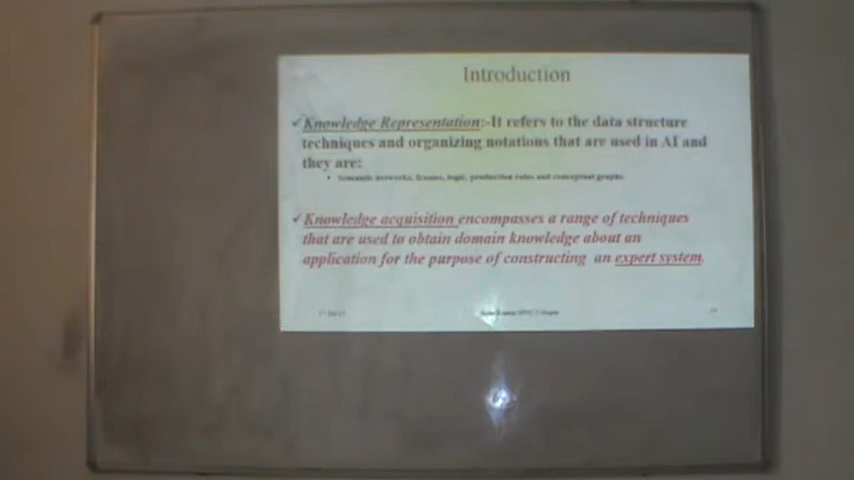 Introduction
✓Knowledge Representation:-It refers to the data structure
techniques and organizing notations that are used in AI and
they are:
• Semantic networks, frames, logic, production rules and conceptual graphs.
✓Knowledge acquisition encompasses a range of techniques
that are used to obtain domain knowledge about an
application for the purpose of constructing an expert system.